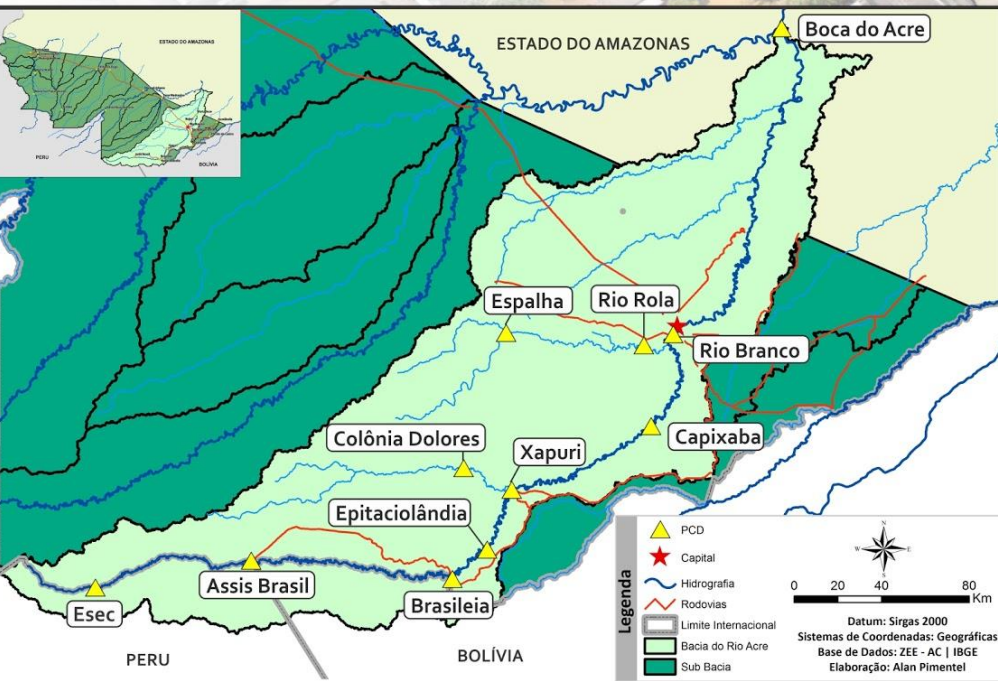 ESTADO DO AMAZONAS
PERU
BOLÍVIA
ESTADO DO AMAZONAS
Boca do Acre
Espalha
Rio Rola
Rio Branco
Colônia Dolores
Xapuri
Capixaba
Epitaciolândia
Assis Brasil
Brasileia
Esec
PERU
BOLÍVIA
Legenda
PCD
Capital
Hidrografia
Rodovias
Limite Internacional
Bacia do Rio Acre
Sub Bacia
N
W
E
S
0 20 40 80
Km
Datum: Sirgas 2000
Sistemas de Coordenadas: Geográficas
Base de Dados: ZEE - AC | IBGE
Elaboração: Alan Pimentel